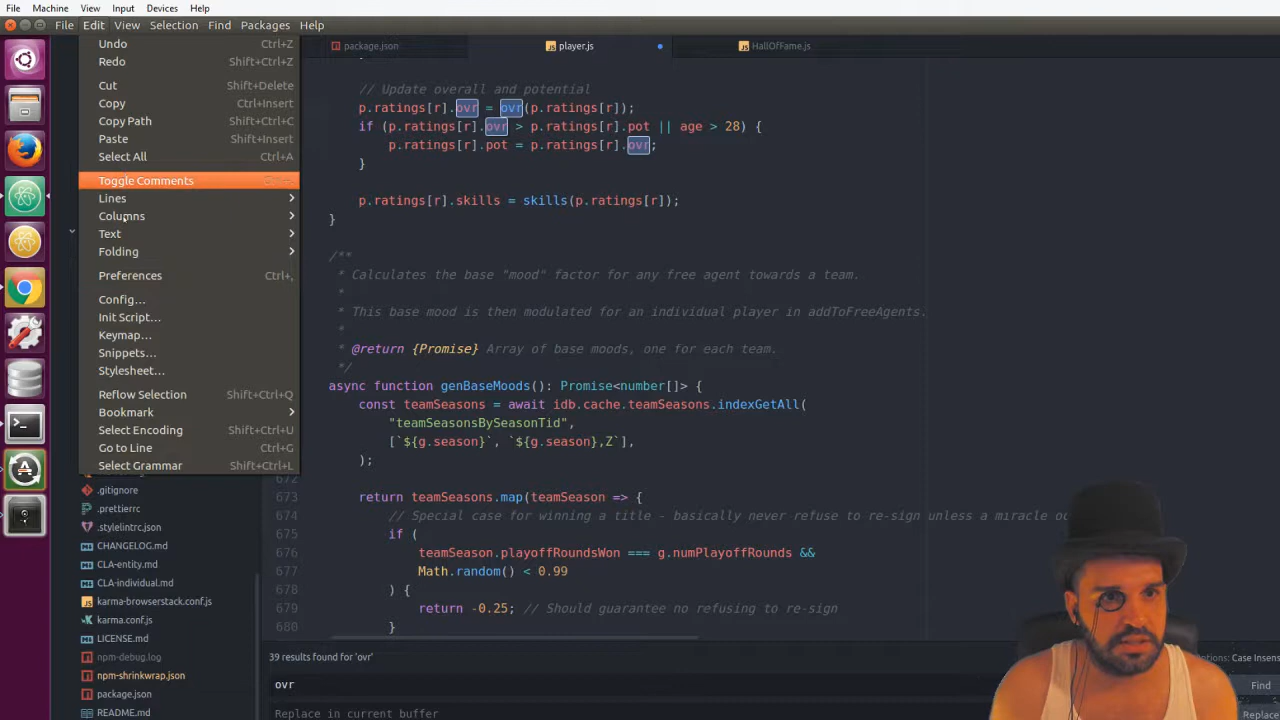 File Machine View Input Devices Help
File Edit View Selection Find Packages Help
package.json player.js HallOfFame.js
Undo Ctrl+Z
Redo Shift+Ctrl+Z
Cut Shift+Delete
Copy Ctrl+Insert
Copy Path Shift+Ctrl+C
Paste Shift+Insert
Select All Ctrl+A
Toggle Comments
Lines
Columns
Text
Folding
Preferences Ctrl+,
Config...
Init Script...
Keymap...
Snippets...
Stylesheet...
Reflow Selection Shift+Ctrl+Q
Bookmark
Select Encoding Shift+Ctrl+U
Go to Line Ctrl+G
Select Grammar Shift+Ctrl+L
.gitignore
.prettierrc
.stylelintrc.json
CHANGELOG.md
CLA-entity.md
CLA-individual.md
karma-browserstack.conf.js
karma.conf.js
LICENSE.md
npm-debug.log
npm-shrinkwrap.json
package.json
README.md
}
// Update overall and potential
p.ratings[r].ovr = ovr(p.ratings[r]);
if (p.ratings[r].ovr > p.ratings[r].pot || age > 28) {
p.ratings[r].pot = p.ratings[r].ovr;
}
p.ratings[r].skills = skills(p.ratings[r]);
}
/**
* Calculates the base "mood" factor for any free agent towards a team.
*
* This base mood is then modulated for an individual player in addToFreeAgents.
*
* @return {Promise} Array of base moods, one for each team.
*/
async function genBaseMoods(): Promise<number[]> {
const teamSeasons = await idb.cache.teamSeasons.indexGetAll(
"teamSeasonsBySeasonTid",
[`${g.season}`, `${g.season},Z`],
);
672
673 return teamSeasons.map(teamSeason => {
674 // Special case for winning a title - basically never refuse to re-sign unless a miracle
675 if (
676 teamSeason.playoffRoundsWon === g.numPlayoffRounds &&
677 Math.random() < 0.99
678 ) {
679 return -0.25; // Should guarantee no refusing to re-sign
680 }
39 results found for 'ovr'
Options: Case Insens
ovr
Find
Replace in current buffer
Replace